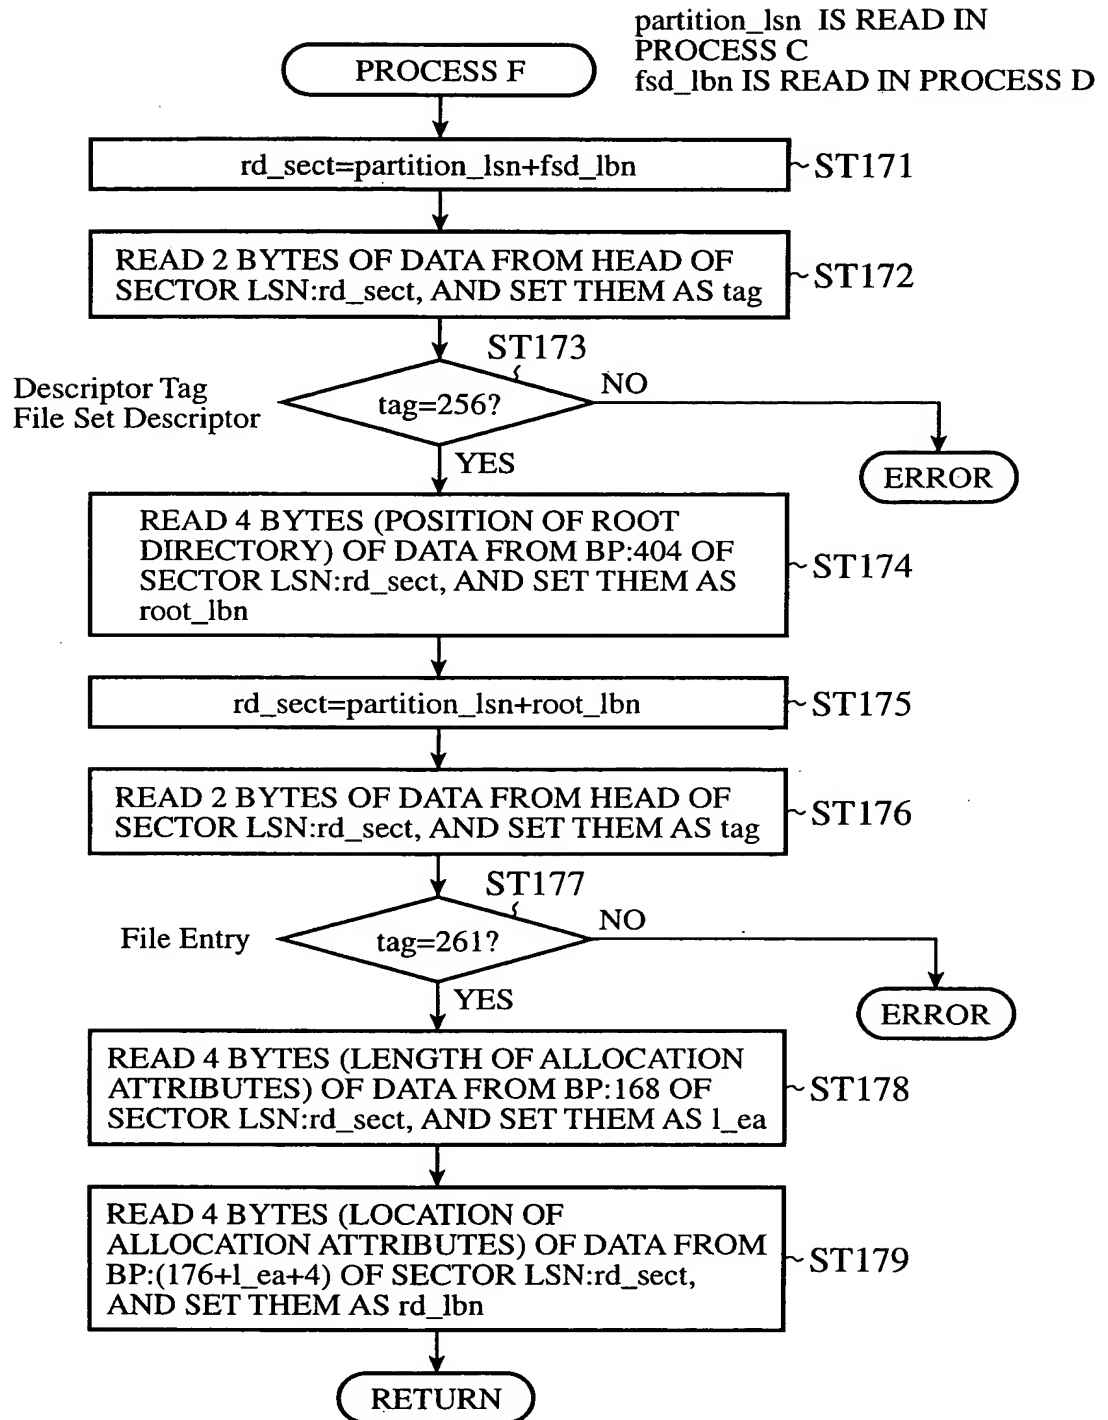 partition_lsn IS READ IN
PROCESS C
fsd_lbn IS READ IN PROCESS D
PROCESS F
rd_sect=partition_lsn+fsd_lbn
ST171
READ 2 BYTES OF DATA FROM HEAD OF
SECTOR LSN:rd_sect, AND SET THEM AS tag
ST172
ST173
Descriptor Tag
File Set Descriptor
tag=256?
NO
YES
ERROR
READ 4 BYTES (POSITION OF ROOT
DIRECTORY) OF DATA FROM BP:404 OF
SECTOR LSN:rd_sect, AND SET THEM AS
root_lbn
ST174
rd_sect=partition_lsn+root_lbn
ST175
READ 2 BYTES OF DATA FROM HEAD OF
SECTOR LSN:rd_sect, AND SET THEM AS tag
ST176
ST177
File Entry
tag=261?
NO
YES
ERROR
READ 4 BYTES (LENGTH OF ALLOCATION
ATTRIBUTES) OF DATA FROM BP:168 OF
SECTOR LSN:rd_sect, AND SET THEM AS l_ea
ST178
READ 4 BYTES (LOCATION OF
ALLOCATION ATTRIBUTES) OF DATA FROM
BP:(176+l_ea+4) OF SECTOR LSN:rd_sect,
AND SET THEM AS rd_lbn
ST179
RETURN